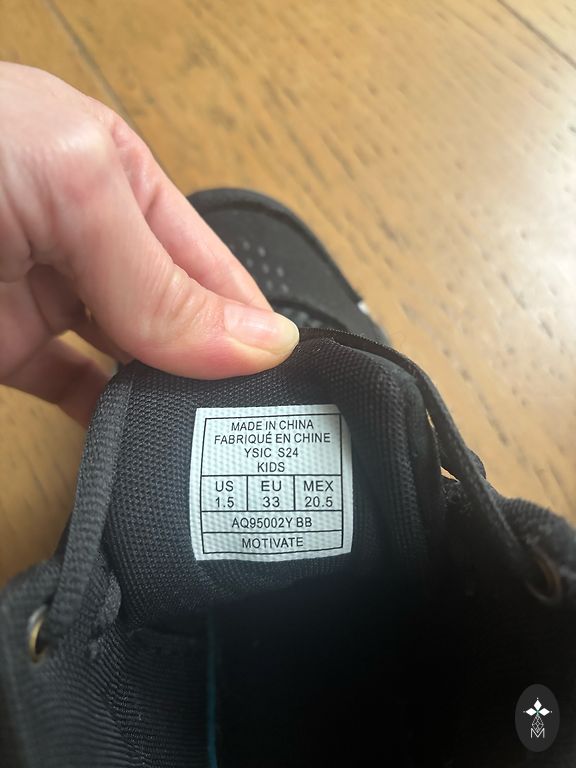 MADE IN CHINA
FABRIQUÉ EN CHINE
YSIC S24
KIDS
US EU MEX
1.5 33 20.5
AQ95002Y BB
MOTIVATE